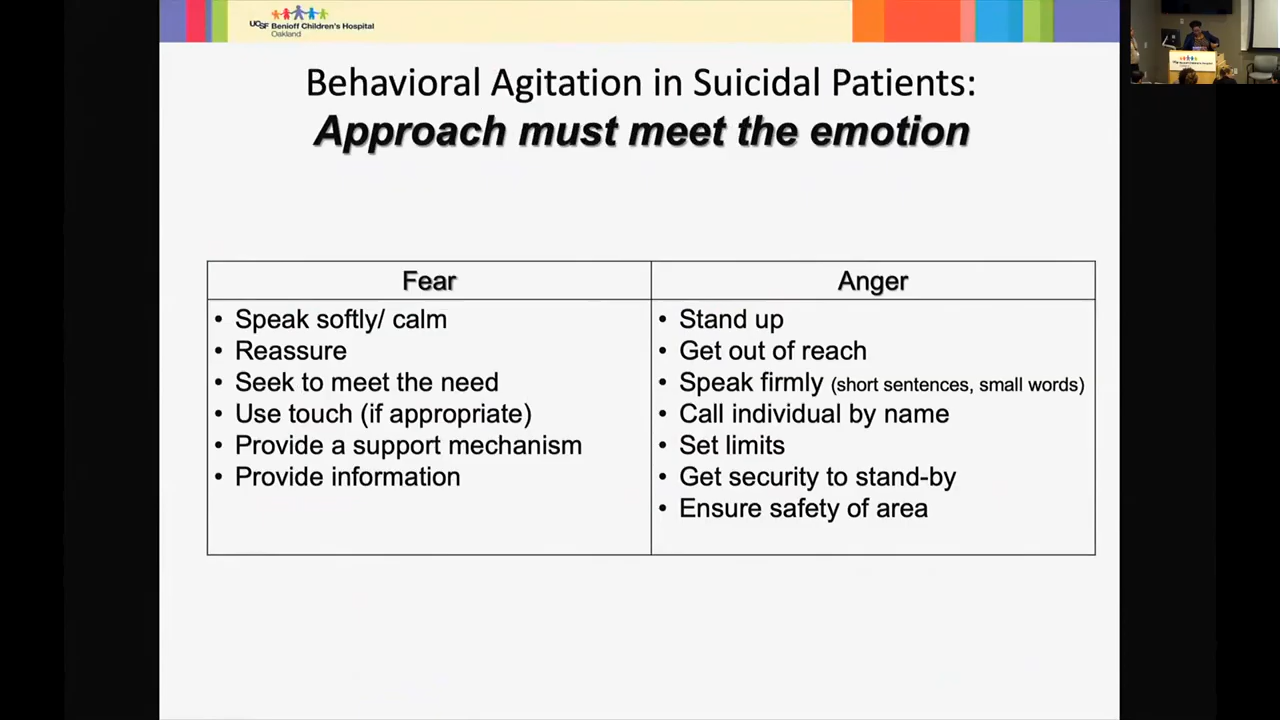 UCSF Benioff Children's Hospital
Oakland
Behavioral Agitation in Suicidal Patients:
Approach must meet the emotion
Fear
• Speak softly/ calm
• Reassure
• Seek to meet the need
• Use touch (if appropriate)
• Provide a support mechanism
• Provide information
Anger
• Stand up
• Get out of reach
• Speak firmly (short sentences, small words)
• Call individual by name
• Set limits
• Get security to stand-by
• Ensure safety of area